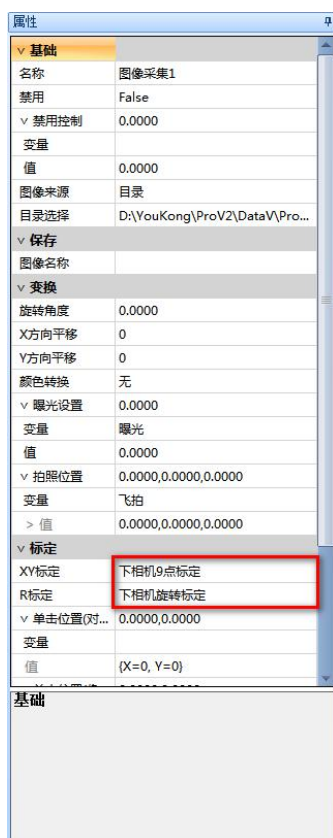 属性
基础
名称 图像采集1
禁用 False
禁用控制 0.0000
变量
值 0.0000
图像来源 目录
目录选择 D:\YouKong\ProV2\DataV\Pro...
保存
图像名称
变换
旋转角度 0.0000
X方向平移 0
Y方向平移 0
颜色转换 无
曝光设置 0.0000
变量 曝光
值 0.0000
拍照位置 0.0000,0.0000,0.0000
变量 飞拍
> 值 0.0000,0.0000,0.0000
标定
XY标定 下相机9点标定
R标定 下相机旋转标定
单击位置(对... 0.0000,0.0000
变量
值 {X=0, Y=0}
基础